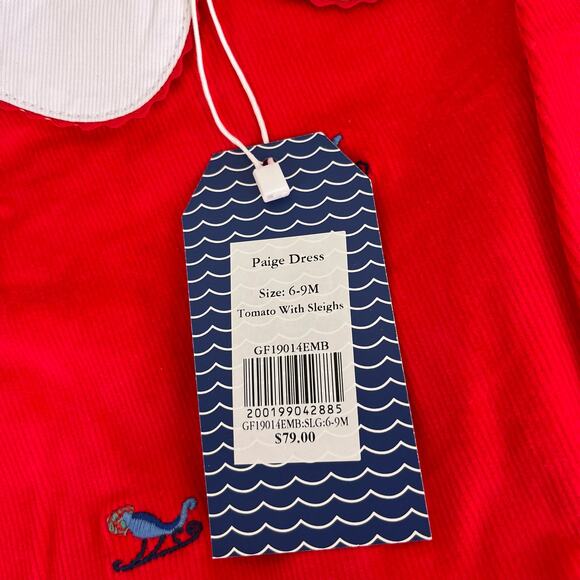 Paige Dress
Size: 6-9M
Tomato With Sleighs
GF19014EMB
200199042885
GF19014EMB:SLG:6-9M
$79.00